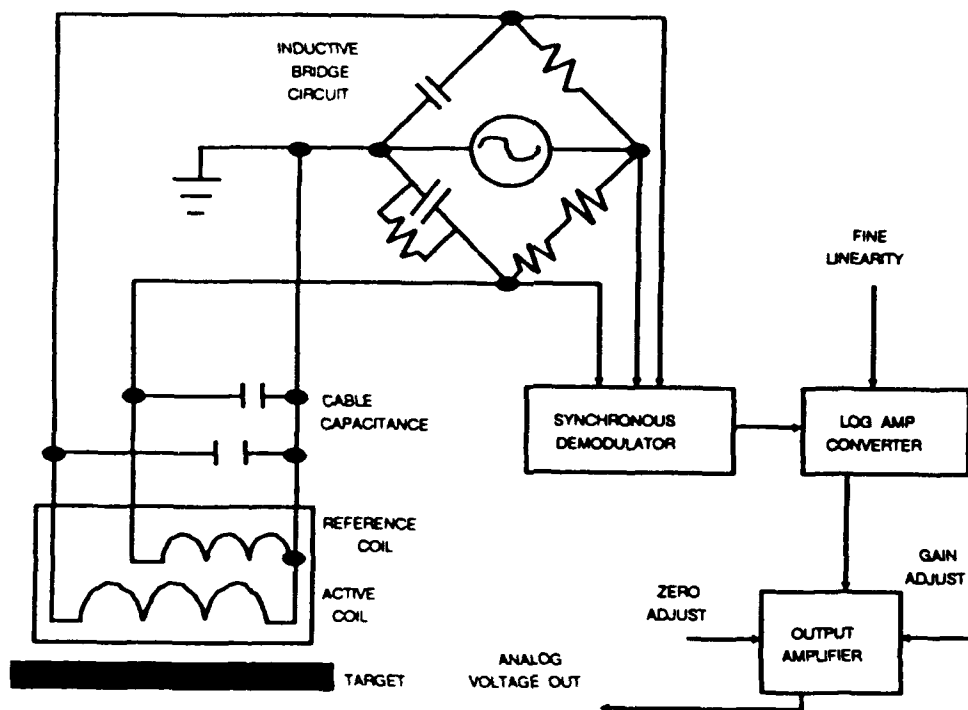 INDUCTIVE
BRIDGE
CIRCUIT
FINE
LINEARITY
CABLE
CAPACITANCE
SYNCHRONOUS
DEMODULATOR
LOG AMP
CONVERTER
REFERENCE
COIL
ACTIVE
COIL
GAIN
ADJUST
ZERO
ADJUST
OUTPUT
AMPLIFIER
TARGET
ANALOG
VOLTAGE OUT